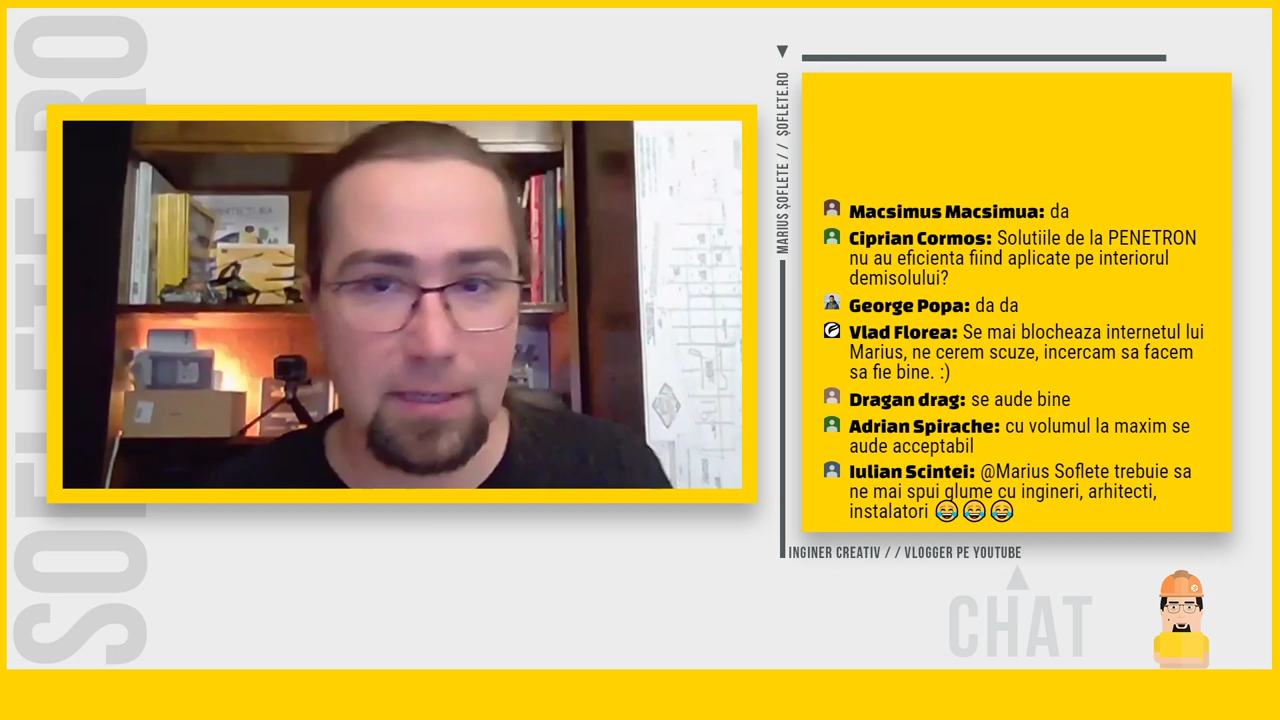 SOFLETE.RO
MARIUS ȘOFLETE // ȘOFLETE.RO
Macsimus Macsimua: da
Ciprian Cormos: Solutiile de la PENETRON
nu au eficienta fiind aplicate pe interiorul
demisolului?
George Popa: da da
Vlad Florea: Se mai blocheaza internetul lui
Marius, ne cerem scuze, incercam sa facem
sa fie bine. :)
Dragan drag: se aude bine
Adrian Spirache: cu volumul la maxim se
aude acceptabil
Iulian Scintei: @Marius Soflete trebuie sa
ne mai spui glume cu ingineri, arhitecti,
instalatori 😂 😂 😂
INGINER CREATIV // VLOGGER PE YOUTUBE
CHAT